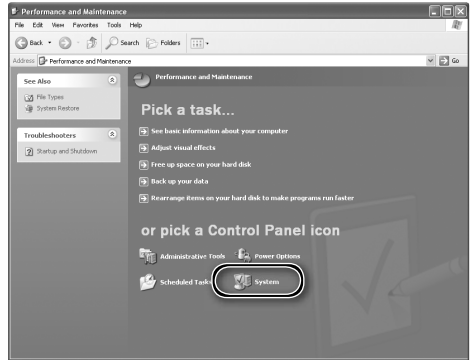 Performance and Maintenance
File Edit View Favorites Tools Help
Back Search Folders
Address Performance and Maintenance Go
See Also
File Types
System Restore
Troubleshooters
Startup and Shutdown
Performance and Maintenance
Pick a task...
See basic information about your computer
Adjust visual effects
Free up space on your hard disk
Back up your data
Rearrange items on your hard disk to make programs run faster
or pick a Control Panel icon
Administrative Tools Power Options
Scheduled Tasks System